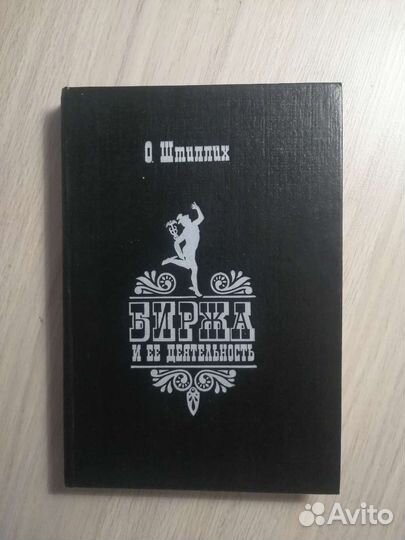 О. Штиллих
БИРЖА
И ЕЕ ДЕЯТЕЛЬНОСТЬ
Avito